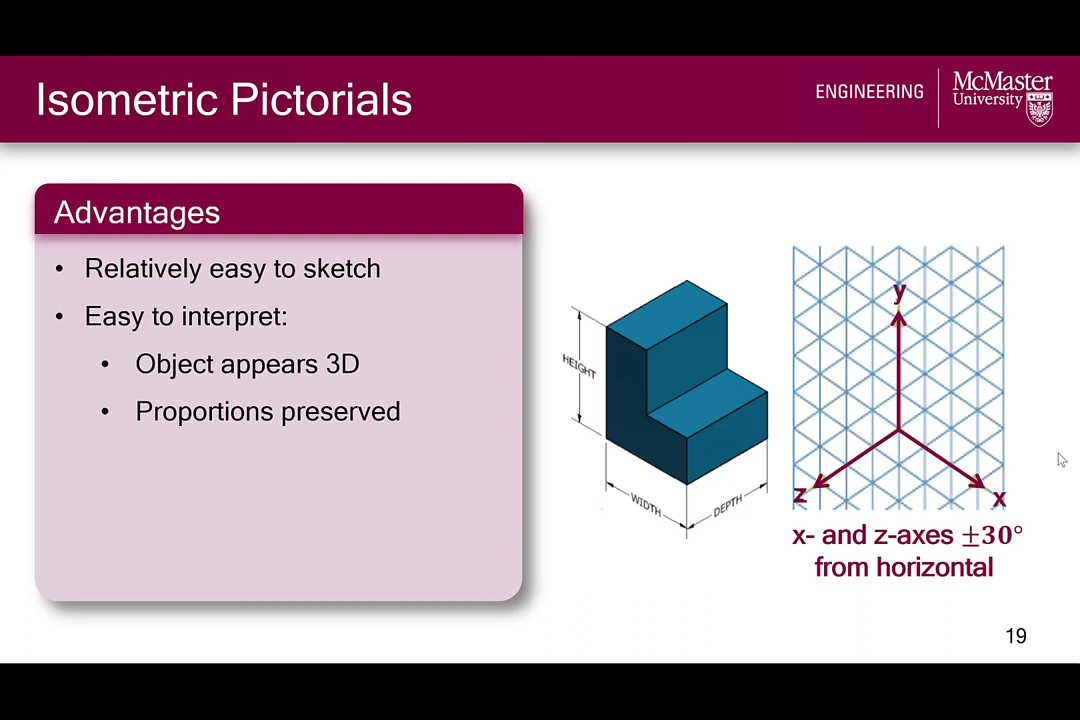 Isometric Pictorials
ENGINEERING
McMaster
University
Advantages
• Relatively easy to sketch
• Easy to interpret:
• Object appears 3D
• Proportions preserved
HEIGHT
WIDTH
DEPTH
y
z
x
x- and z-axes ±30°
from horizontal
19